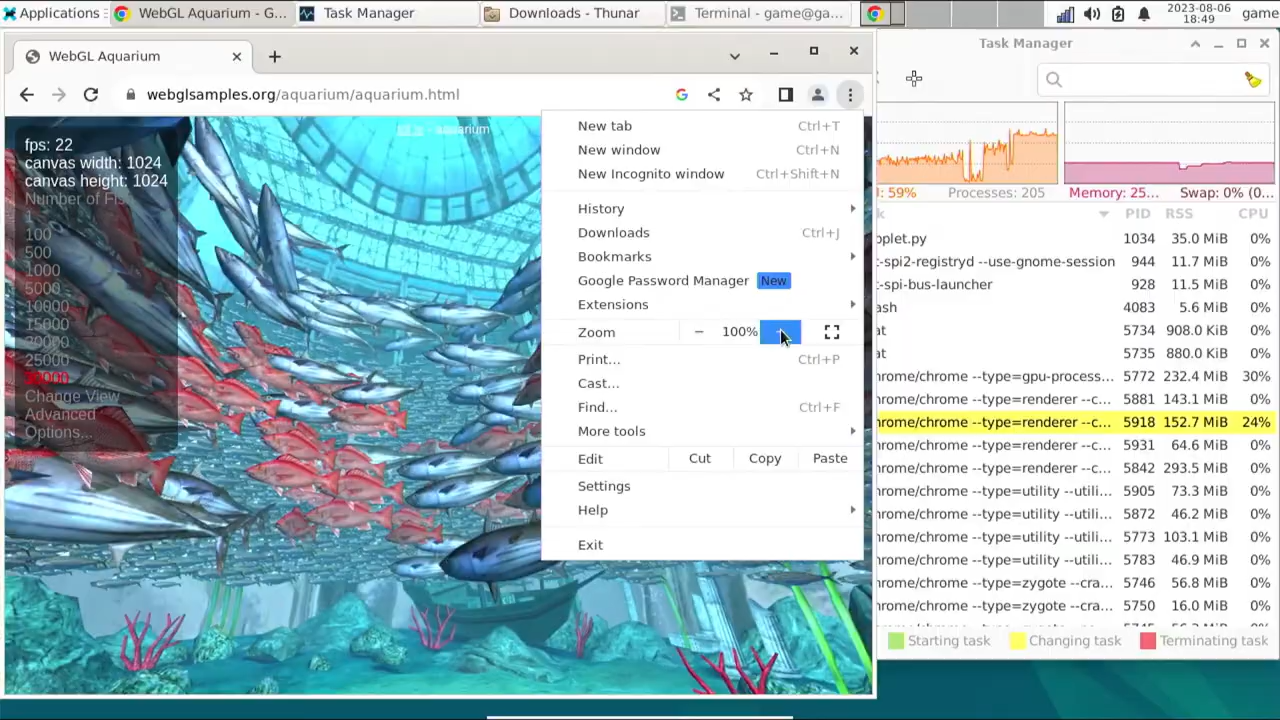 Applications
WebGL Aquarium - G...
Task Manager
Downloads - Thunar
Terminal - game@ga...
2023-08-06
18:49
game
WebGL Aquarium
webglsamples.org/aquarium/aquarium.html
fps: 22
canvas width: 1024
canvas height: 1024
Number of Fis
1
100
500
1000
5000
10000
15000
20000
25000
30000
Change View
Advanced
Options...
aquarium
New tab Ctrl+T
New window Ctrl+N
New Incognito window Ctrl+Shift+N
History
Downloads Ctrl+J
Bookmarks
Google Password Manager New
Extensions
Zoom − 100%
Print... Ctrl+P
Cast...
Find... Ctrl+F
More tools
Edit Cut Copy Paste
Settings
Help
Exit
Task Manager
: 59% Processes: 205 Memory: 25... Swap: 0% (0...
k PID RSS CPU
oplet.py 1034 35.0 MiB 0%
t-spi2-registryd --use-gnome-session 944 11.7 MiB 0%
t-spi-bus-launcher 928 11.5 MiB 0%
ash 4083 5.6 MiB 0%
at 5734 908.0 KiB 0%
at 5735 880.0 KiB 0%
hrome/chrome --type=gpu-process... 5772 232.4 MiB 30%
hrome/chrome --type=renderer --c... 5881 143.1 MiB 0%
hrome/chrome --type=renderer --c... 5918 152.7 MiB 24%
hrome/chrome --type=renderer --c... 5931 64.6 MiB 0%
hrome/chrome --type=renderer --c... 5842 293.5 MiB 0%
hrome/chrome --type=utility --utili... 5905 73.3 MiB 0%
hrome/chrome --type=utility --utili... 5872 46.2 MiB 0%
hrome/chrome --type=utility --utili... 5773 103.1 MiB 0%
hrome/chrome --type=utility --utili... 5783 46.9 MiB 0%
hrome/chrome --type=zygote --cra... 5746 56.8 MiB 0%
hrome/chrome --type=zygote --cra... 5750 16.0 MiB 0%
Starting task Changing task Terminating task